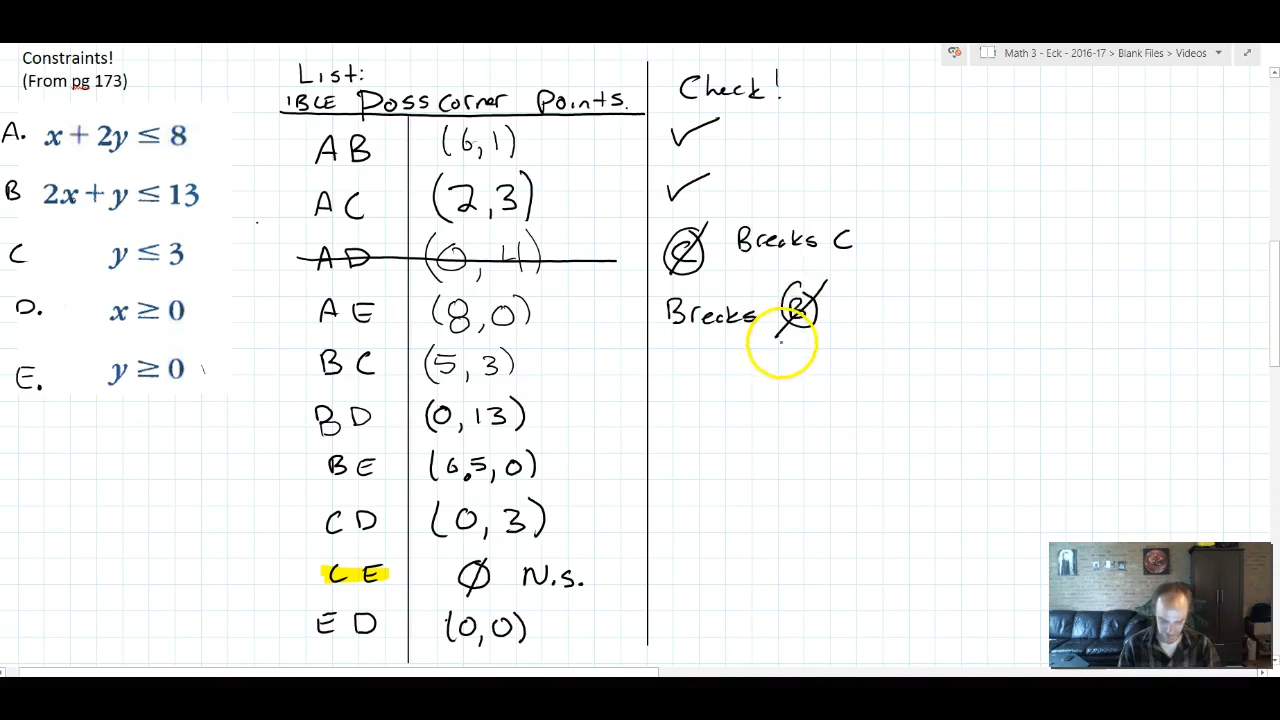 Constraints!
(From pg 173)
Math 3 - Eck - 2016-17 > Blank Files > Videos
A. x + 2y ≤ 8
B 2x + y ≤ 13
C y ≤ 3
D. x ≥ 0
E. y ≥ 0
List:
IBLE Poss corner Points.
AB (6,1)
AC (2,3)
AD (0,4)
AE (8,0)
BC (5,3)
BD (0,13)
BE (6.5,0)
CD (0,3)
CE Ø N.s.
ED (0,0)
Check!
✓
✓
C Breaks C
Breaks B